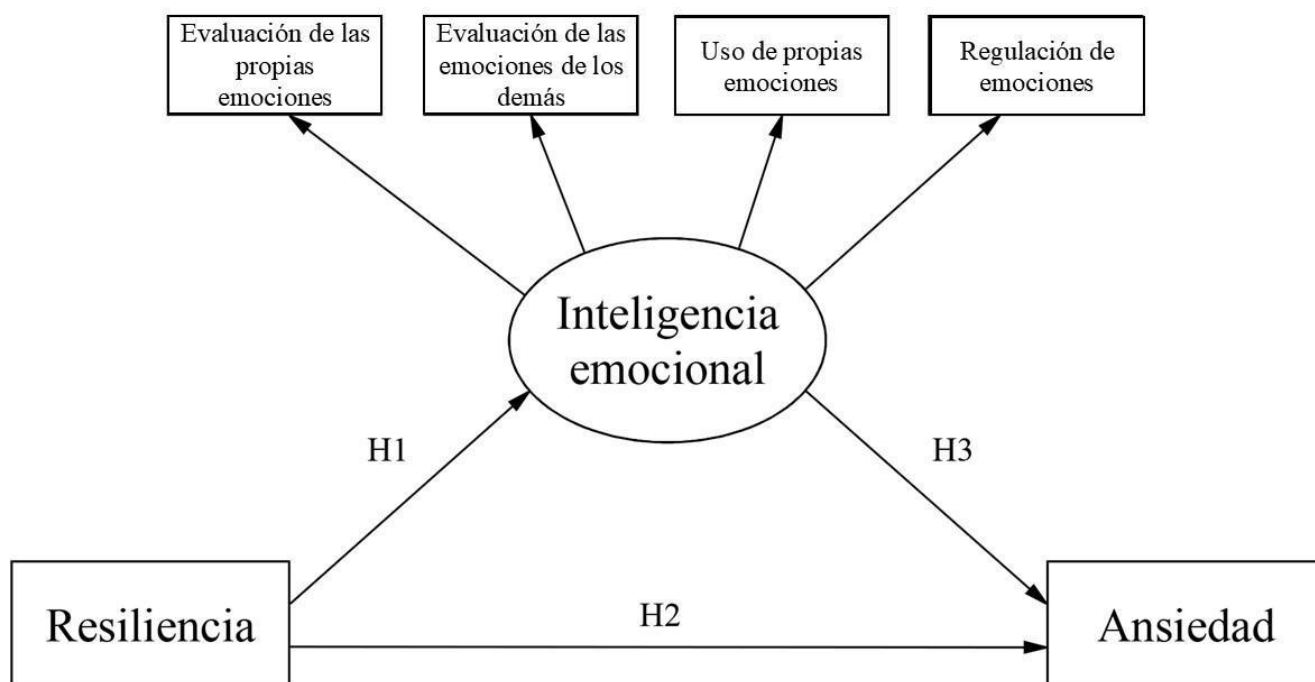 Evaluación de las
propias
emociones
Evaluación de las
emociones de los
demás
Uso de propias
emociones
Regulación de
emociones
Inteligencia
emocional
H1
H3
Resiliencia
H2
Ansiedad